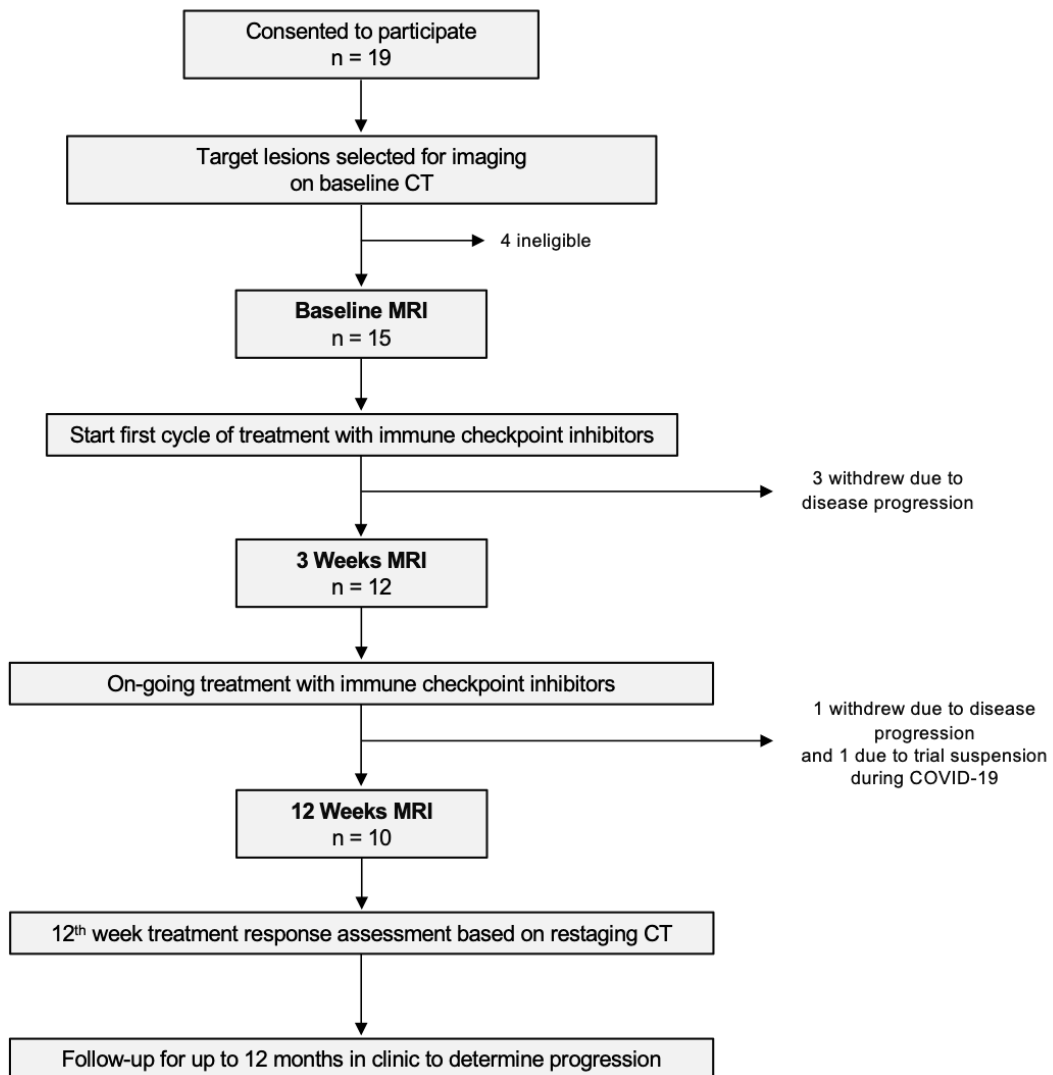 Consented to participate
n = 19
Target lesions selected for imaging
on baseline CT
4 ineligible
Baseline MRI
n = 15
Start first cycle of treatment with immune checkpoint inhibitors
3 withdrew due to
disease progression
3 Weeks MRI
n = 12
On-going treatment with immune checkpoint inhibitors
1 withdrew due to disease
progression
and 1 due to trial suspension
during COVID-19
12 Weeks MRI
n = 10
12th week treatment response assessment based on restaging CT
Follow-up for up to 12 months in clinic to determine progression